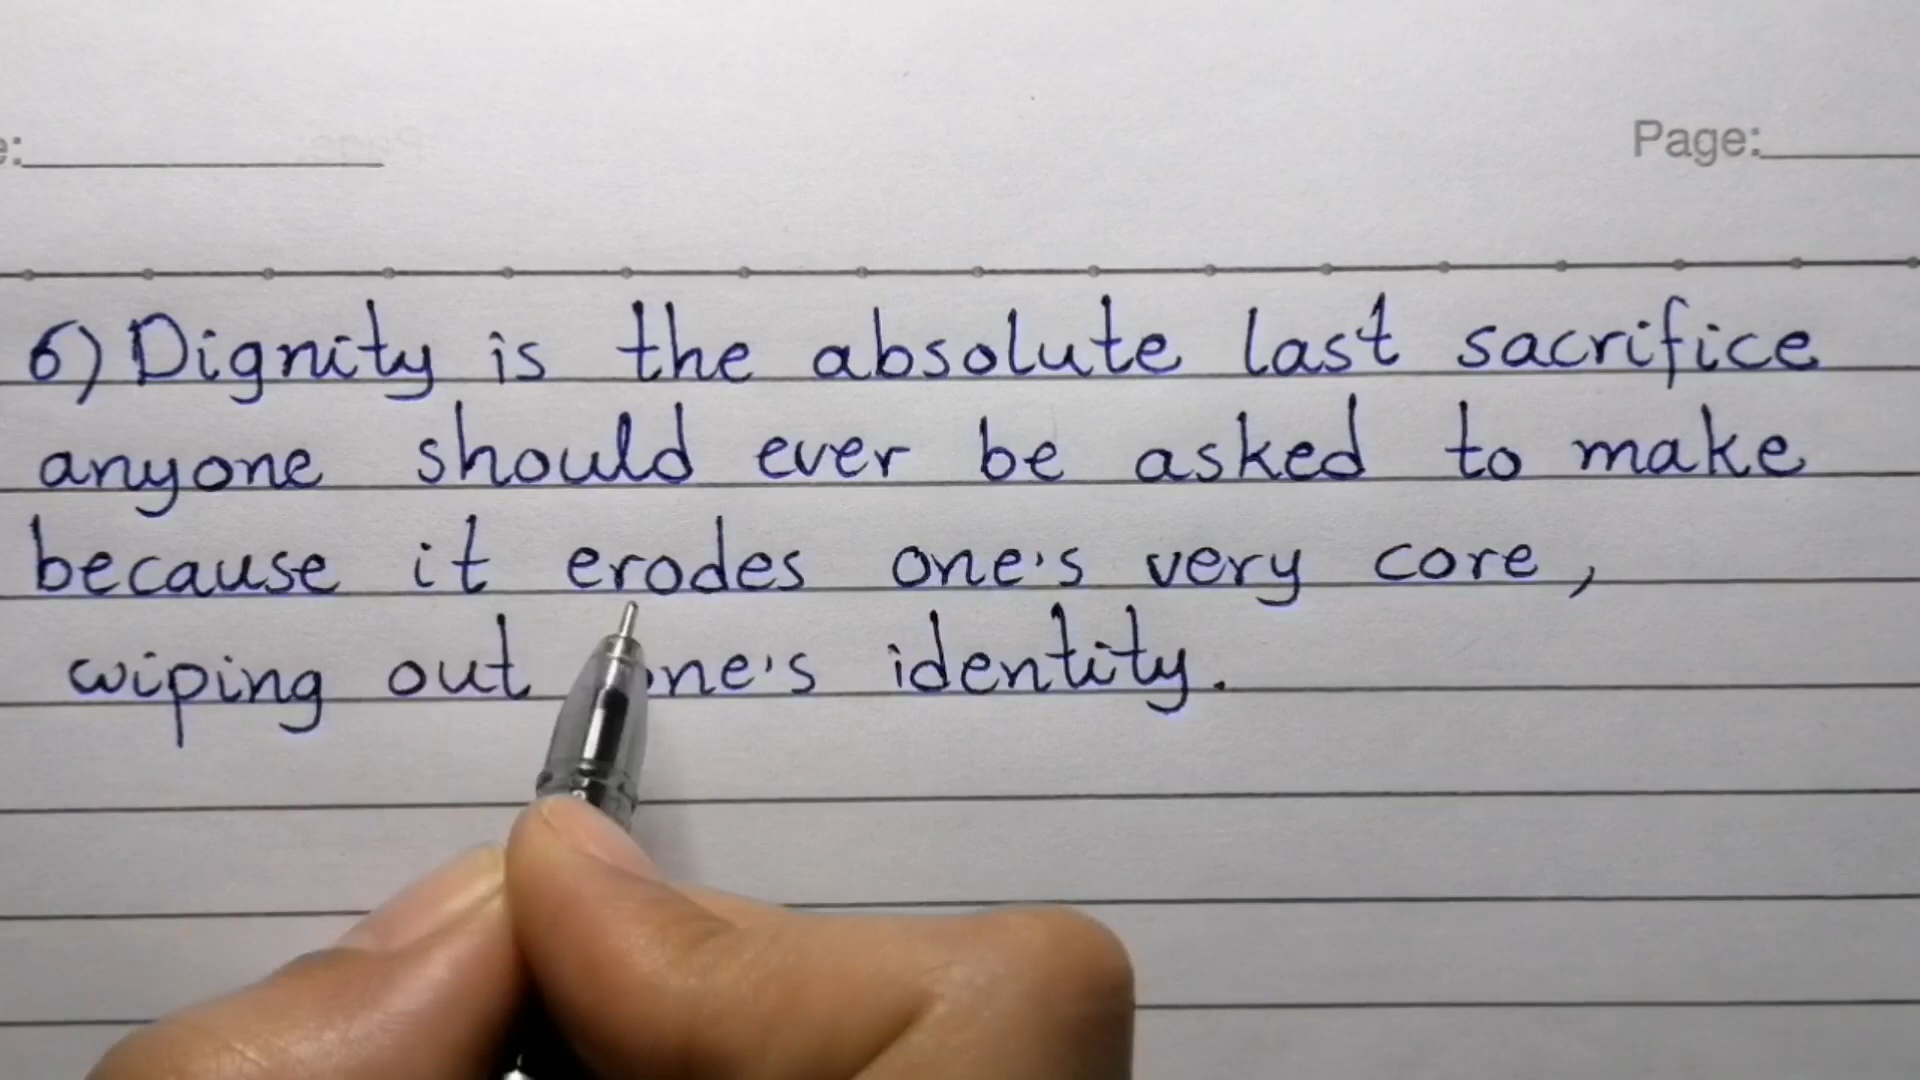 e:
Page:
6) Dignity is the absolute last sacrifice
anyone should ever be asked to make
because it erodes one's very core,
wiping out one's identity.